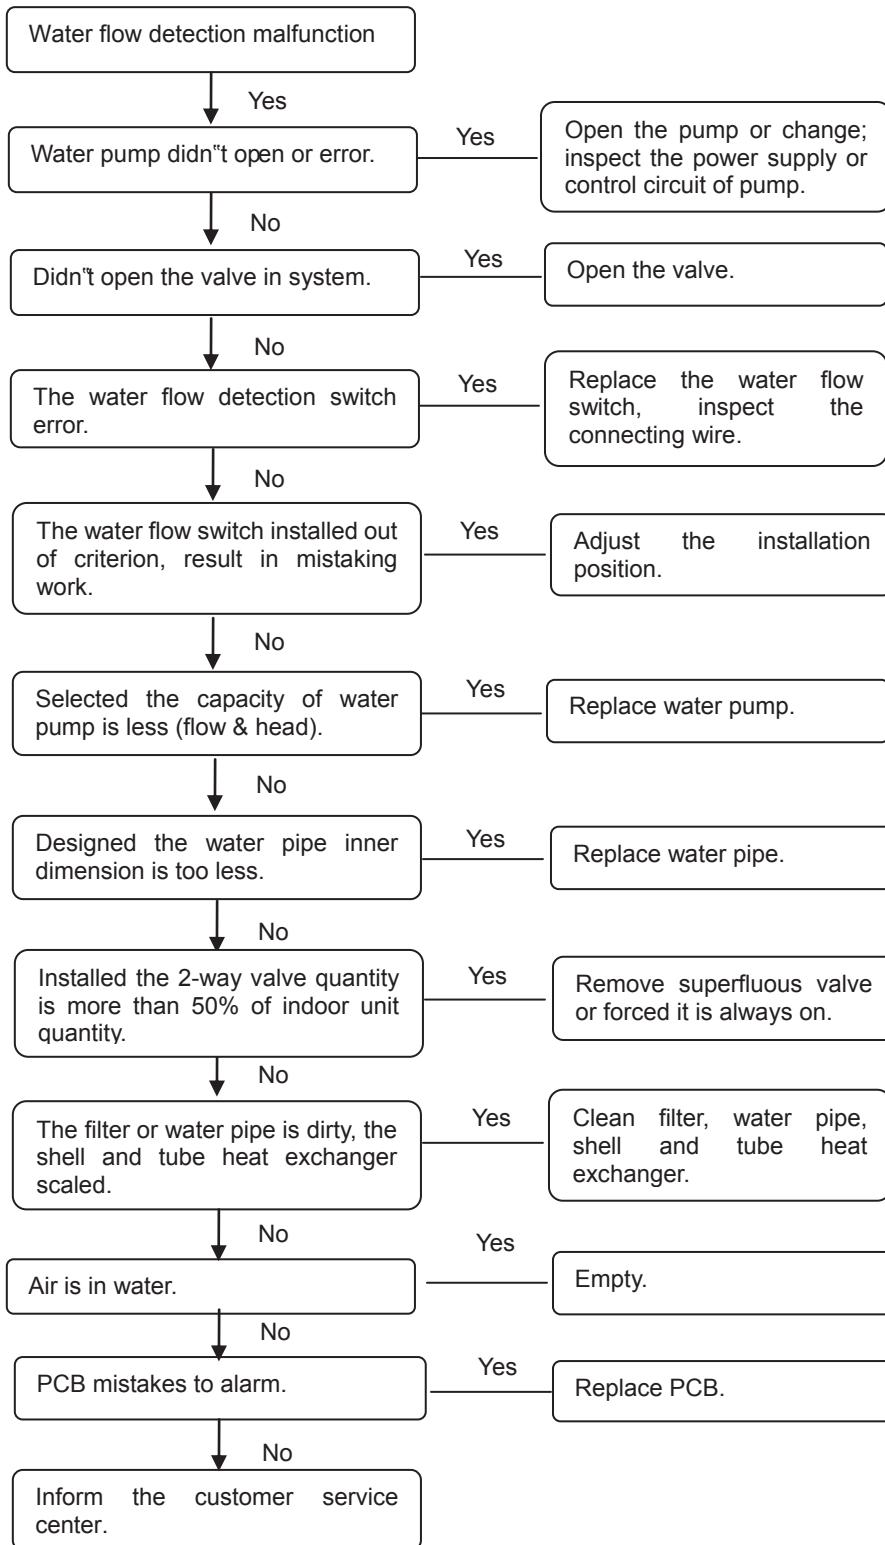 Water flow detection malfunction
Yes
Water pump didn‟t open or error.
Yes
Open the pump or change;
inspect the power supply or
control circuit of pump.
No
Didn‟t open the valve in system.
Yes
Open the valve.
No
The water flow detection switch
error.
Yes
Replace the water flow
switch, inspect the
connecting wire.
No
The water flow switch installed out
of criterion, result in mistaking
work.
Yes
Adjust the installation
position.
No
Selected the capacity of water
pump is less (flow & head).
Yes
Replace water pump.
No
Designed the water pipe inner
dimension is too less.
Yes
Replace water pipe.
No
Installed the 2-way valve quantity
is more than 50% of indoor unit
quantity.
Yes
Remove superfluous valve
or forced it is always on.
No
The filter or water pipe is dirty, the
shell and tube heat exchanger
scaled.
Yes
Clean filter, water pipe,
shell and tube heat
exchanger.
No
Air is in water.
Yes
Empty.
No
PCB mistakes to alarm.
Yes
Replace PCB.
No
Inform the customer service
center.